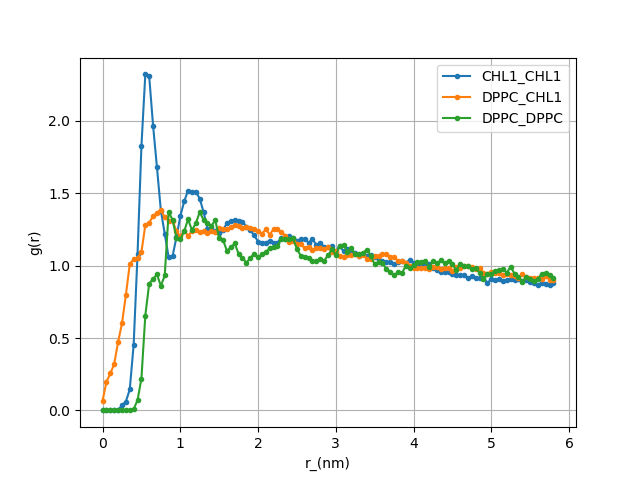 CHL1_CHL1
DPPC_CHL1
DPPC_DPPC
2.0
1.5
1.0
0.5
0.0
g(r)
0 1 2 3 4 5 6
r_(nm)